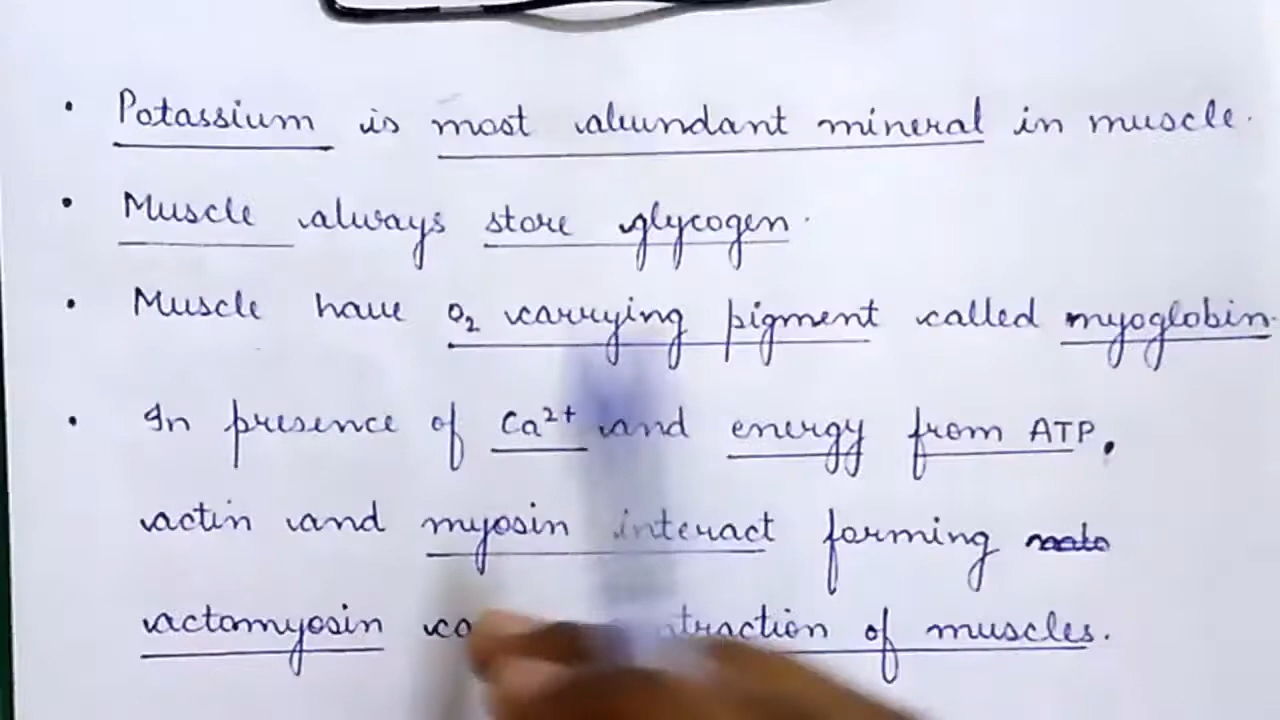 • Potassium is most abundant mineral in muscle.
• Muscle always store glycogen.
• Muscle have O₂ carrying pigment called myoglobin.
• In presence of Ca²⁺ and energy from ATP,
actin and myosin interact forming
actomyosin of muscles.